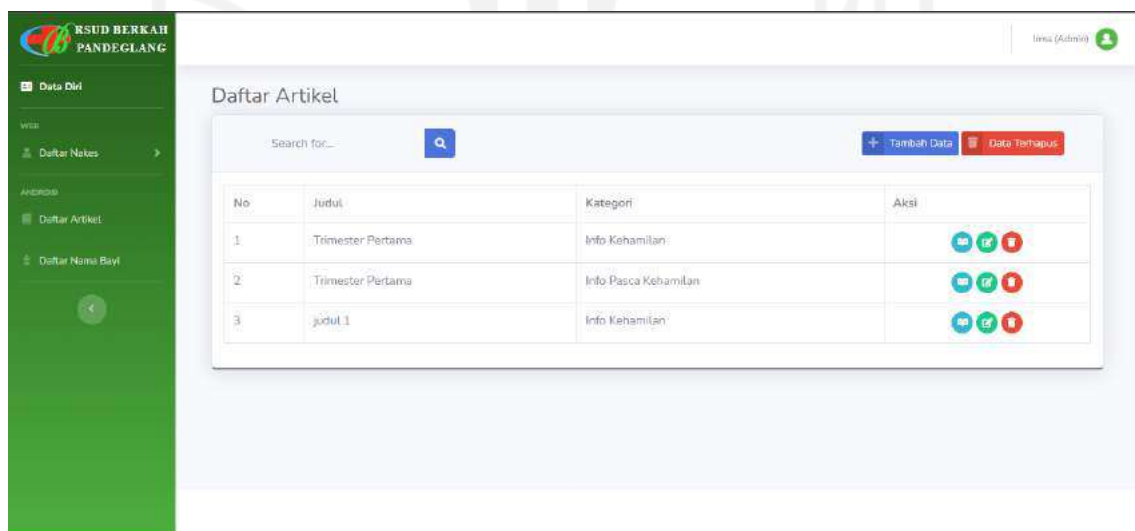 RSUD BERKAH
PANDEGLANG
Irma (Admin)
Data Diri
Daftar Artikel
WEB
Search for...
Tambah Data
Data Terhapus
Daftar Nakes
ANDROID
Daftar Artikel
Daftar Nama Bayi
No Judul Kategori Aksi
1 Trimester Pertama Info Kehamilan
2 Trimester Pertama Info Pasca Kehamilan
3 judul 1 Info Kehamilan